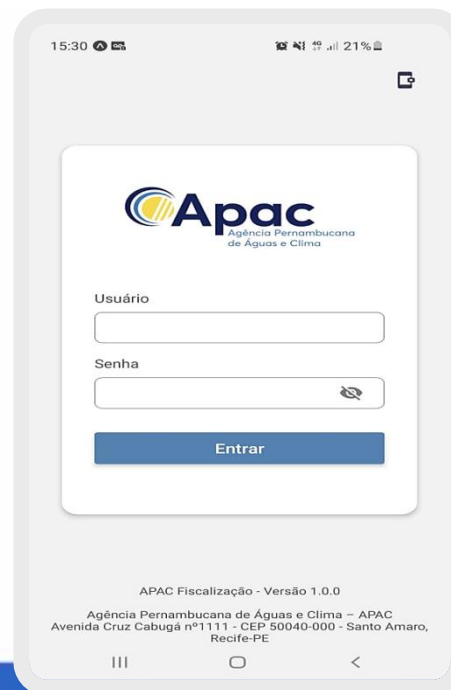 15:30
4G 21%
Apac
Agência Pernambucana
de Águas e Clima
Usuário
Senha
Entrar
APAC Fiscalização - Versão 1.0.0
Agência Pernambucana de Águas e Clima – APAC
Avenida Cruz Cabugá nº1111 - CEP 50040-000 - Santo Amaro,
Recife-PE